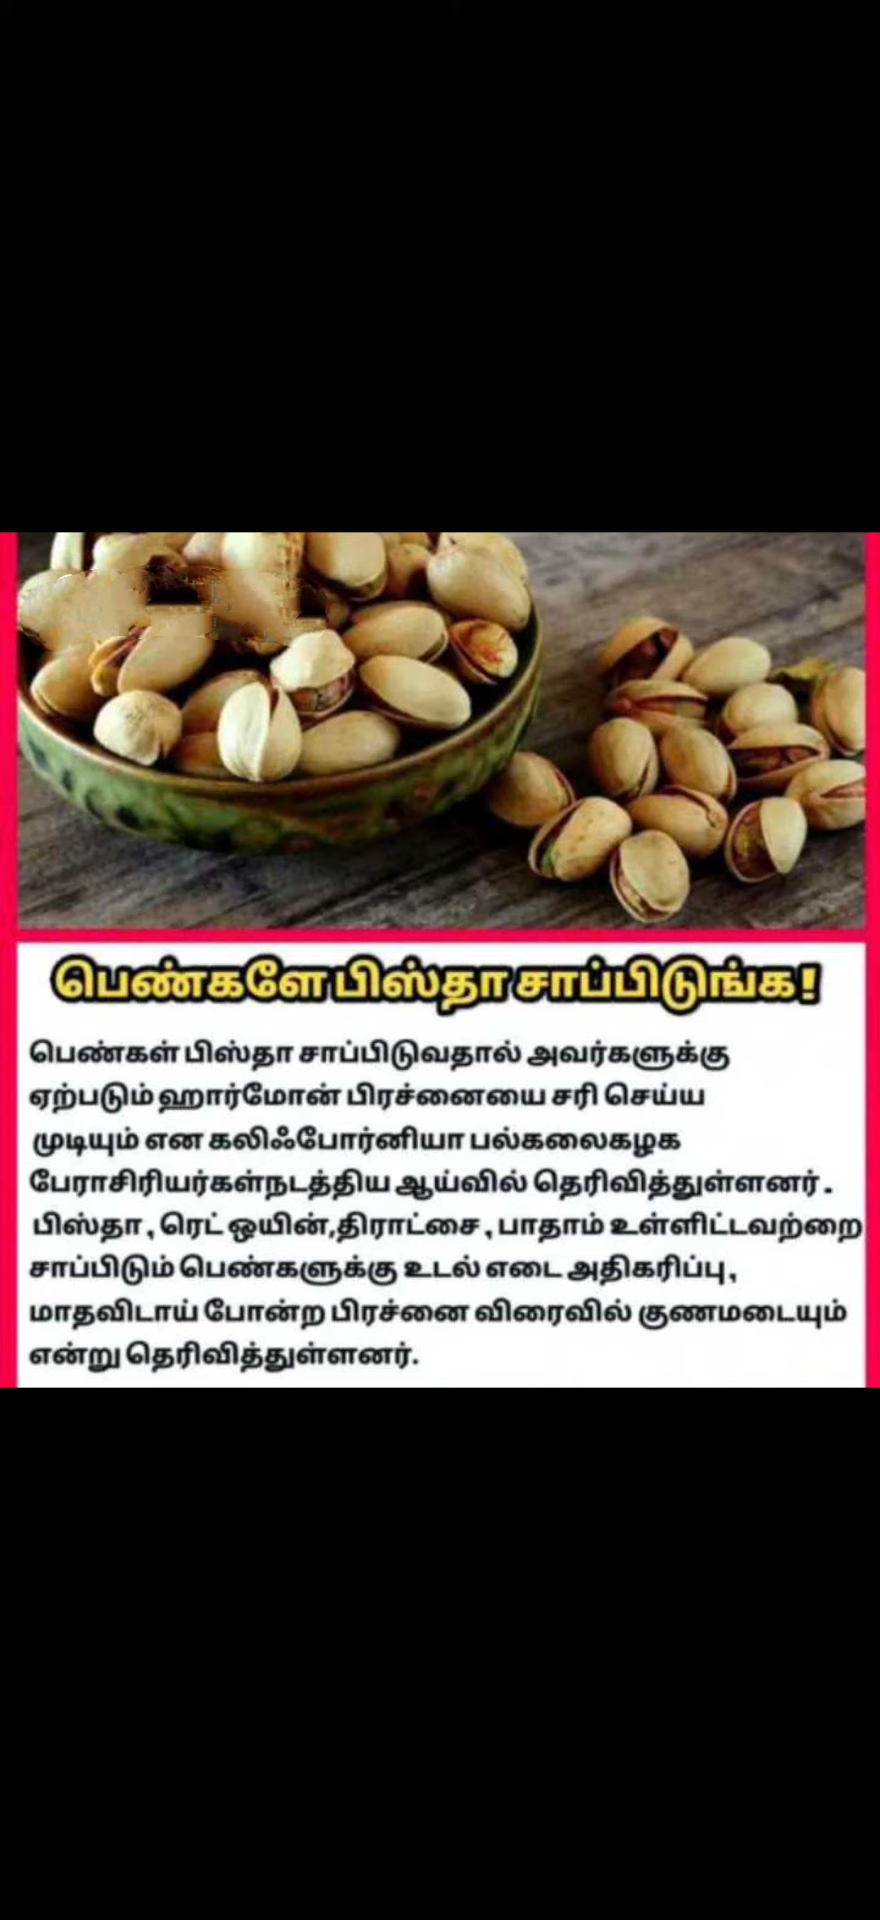 பெண்களே பிஸ்தா சாப்பிடுங்க!
பெண்கள் பிஸ்தா சாப்பிடுவதால் அவர்களுக்கு
ஏற்படும் ஹார்மோன் பிரச்னையை சரி செய்ய
முடியும் என கலிஃபோர்னியா பல்கலைகழக
பேராசிரியர்கள்நடத்திய ஆய்வில் தெரிவித்துள்ளனர்.
பிஸ்தா, ரெட் ஒயின்,திராட்சை, பாதாம் உள்ளிட்டவற்றை
சாப்பிடும் பெண்களுக்கு உடல் எடை அதிகரிப்பு,
மாதவிடாய் போன்ற பிரச்னை விரைவில் குணமடையும்
என்று தெரிவித்துள்ளனர்.